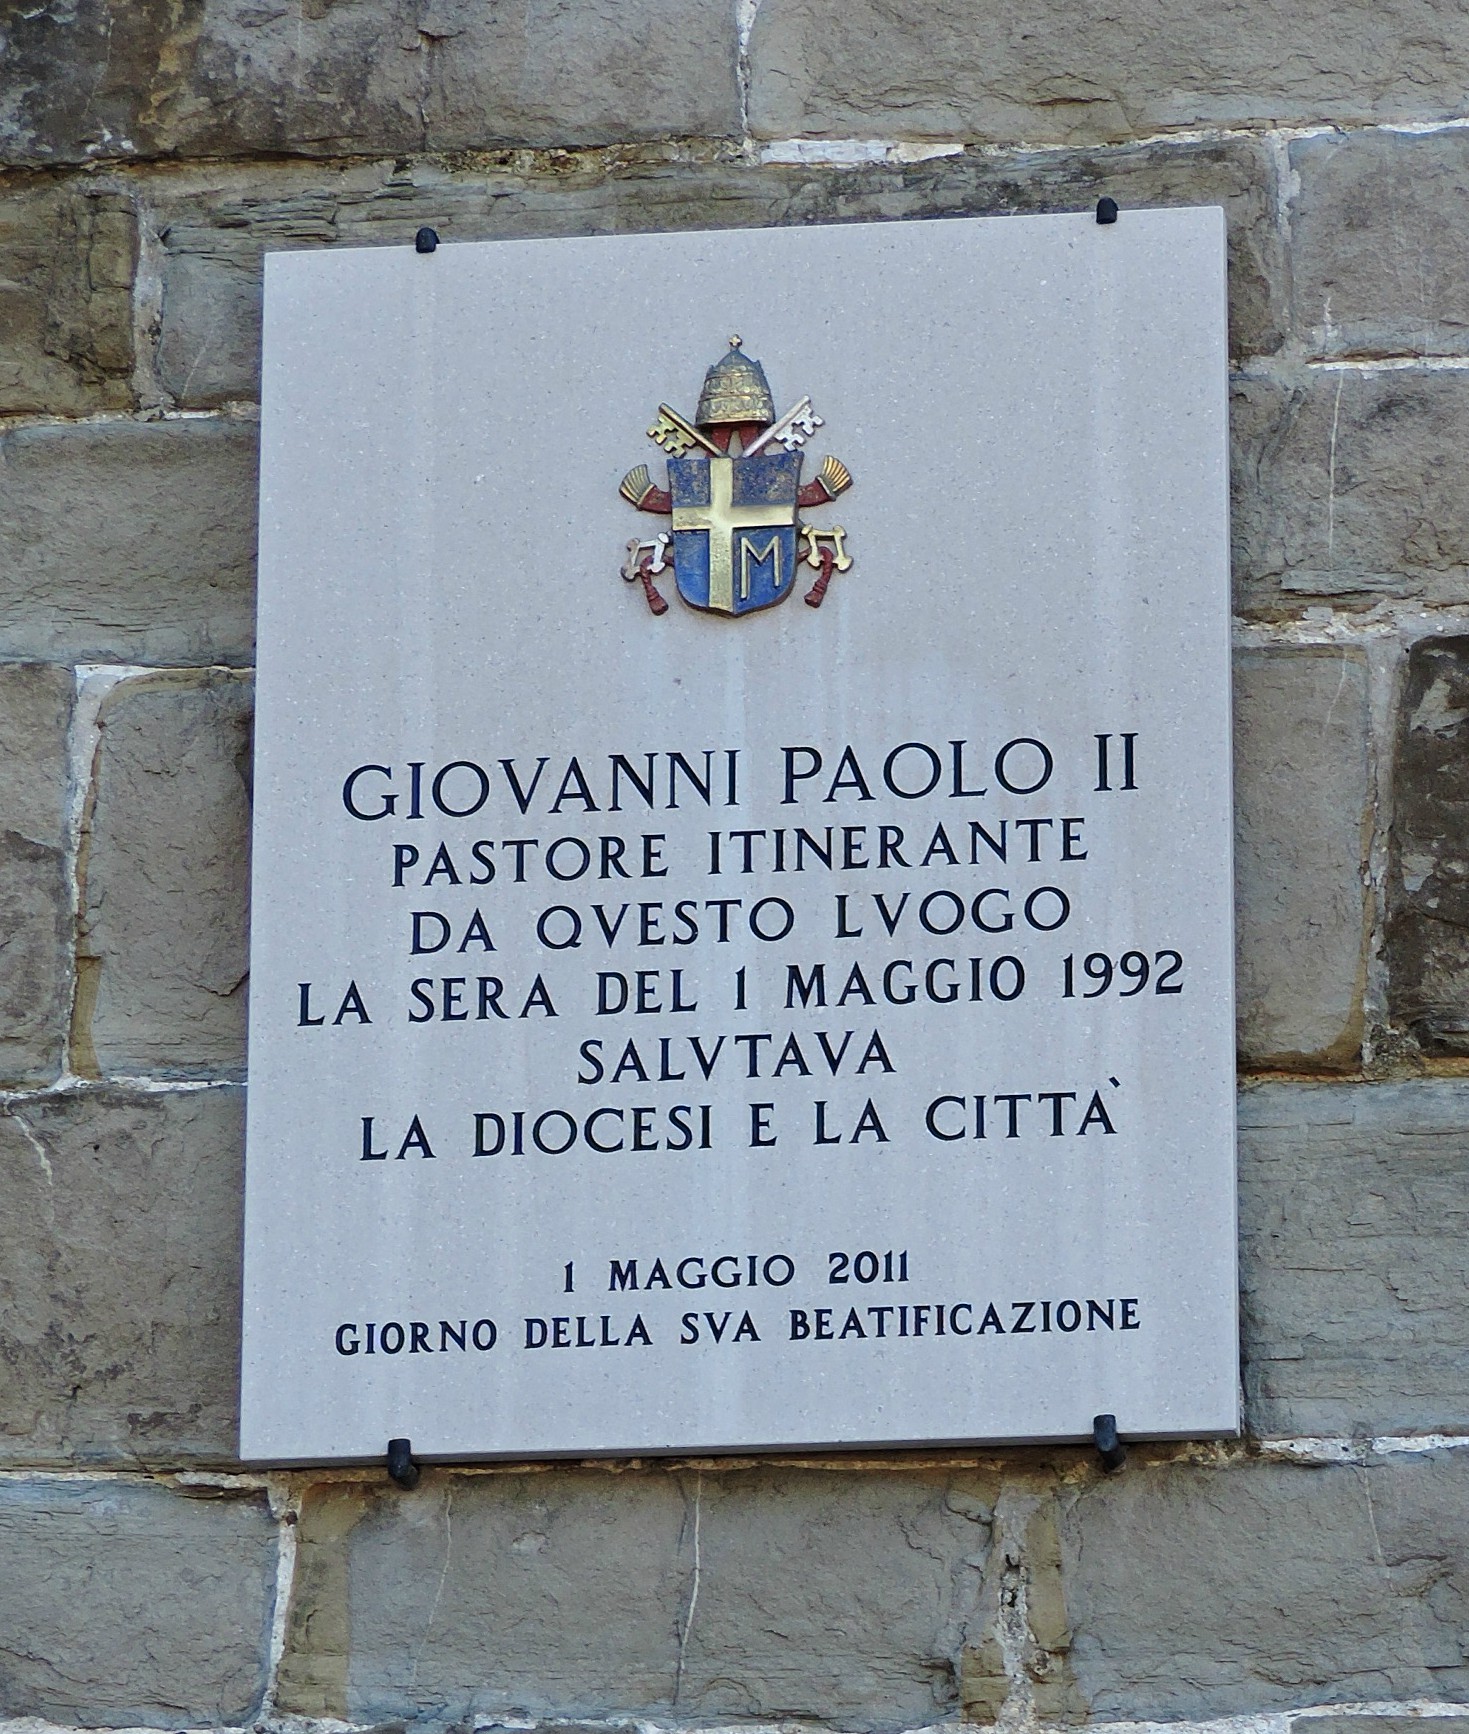 M
GIOVANNI PAOLO II
PASTORE ITINERANTE
DA QVESTO LVOGO
LA SERA DEL 1 MAGGIO 1992
SALVTAVA
LA DIOCESI E LA CITTÀ
1 MAGGIO 2011
GIORNO DELLA SVA BEATIFICAZIONE